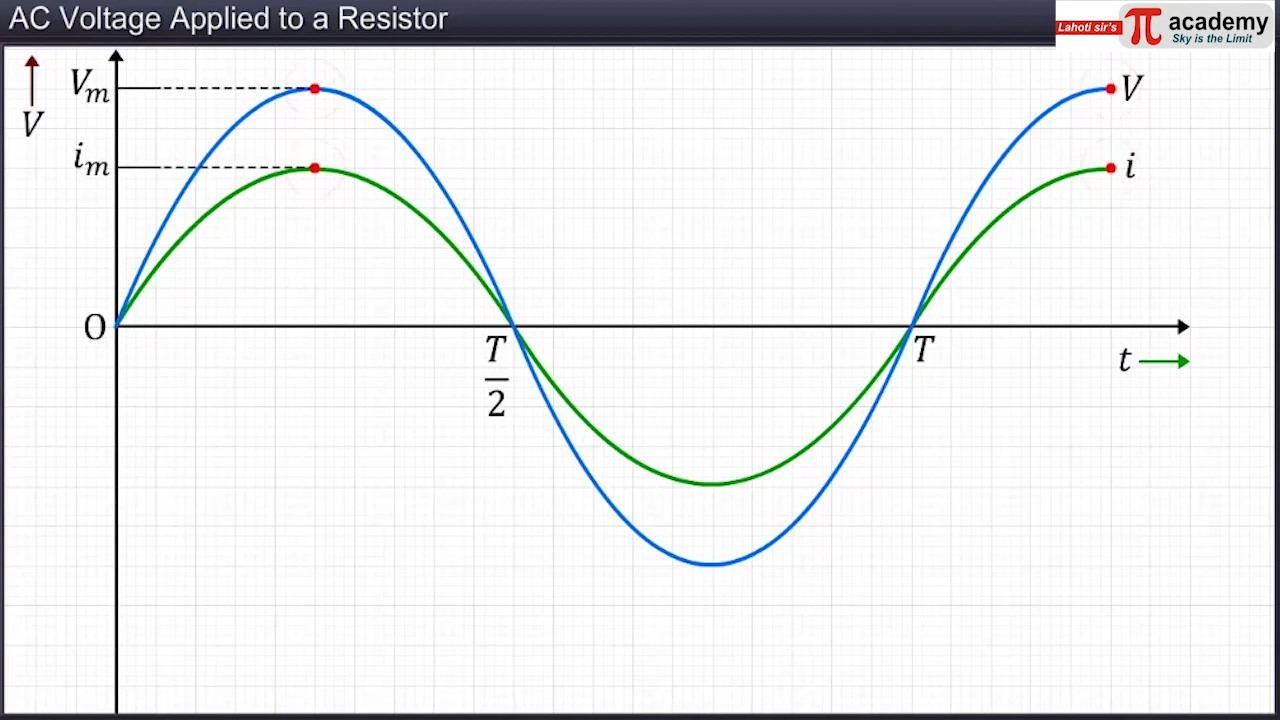 AC Voltage Applied to a Resistor
Lahoti sir's π academy
Sky is the Limit
V
Vm
im
O
T/2
T
t
V
i